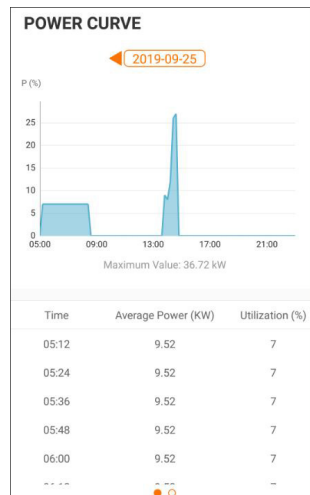 POWER CURVE
2019-09-25
P (%)
25
20
15
10
5
0
05:00 09:00 13:00 17:00 21:00
Maximum Value: 36.72 kW
Time Average Power (KW) Utilization (%)
05:12 9.52 7
05:24 9.52 7
05:36 9.52 7
05:48 9.52 7
06:00 9.52 7